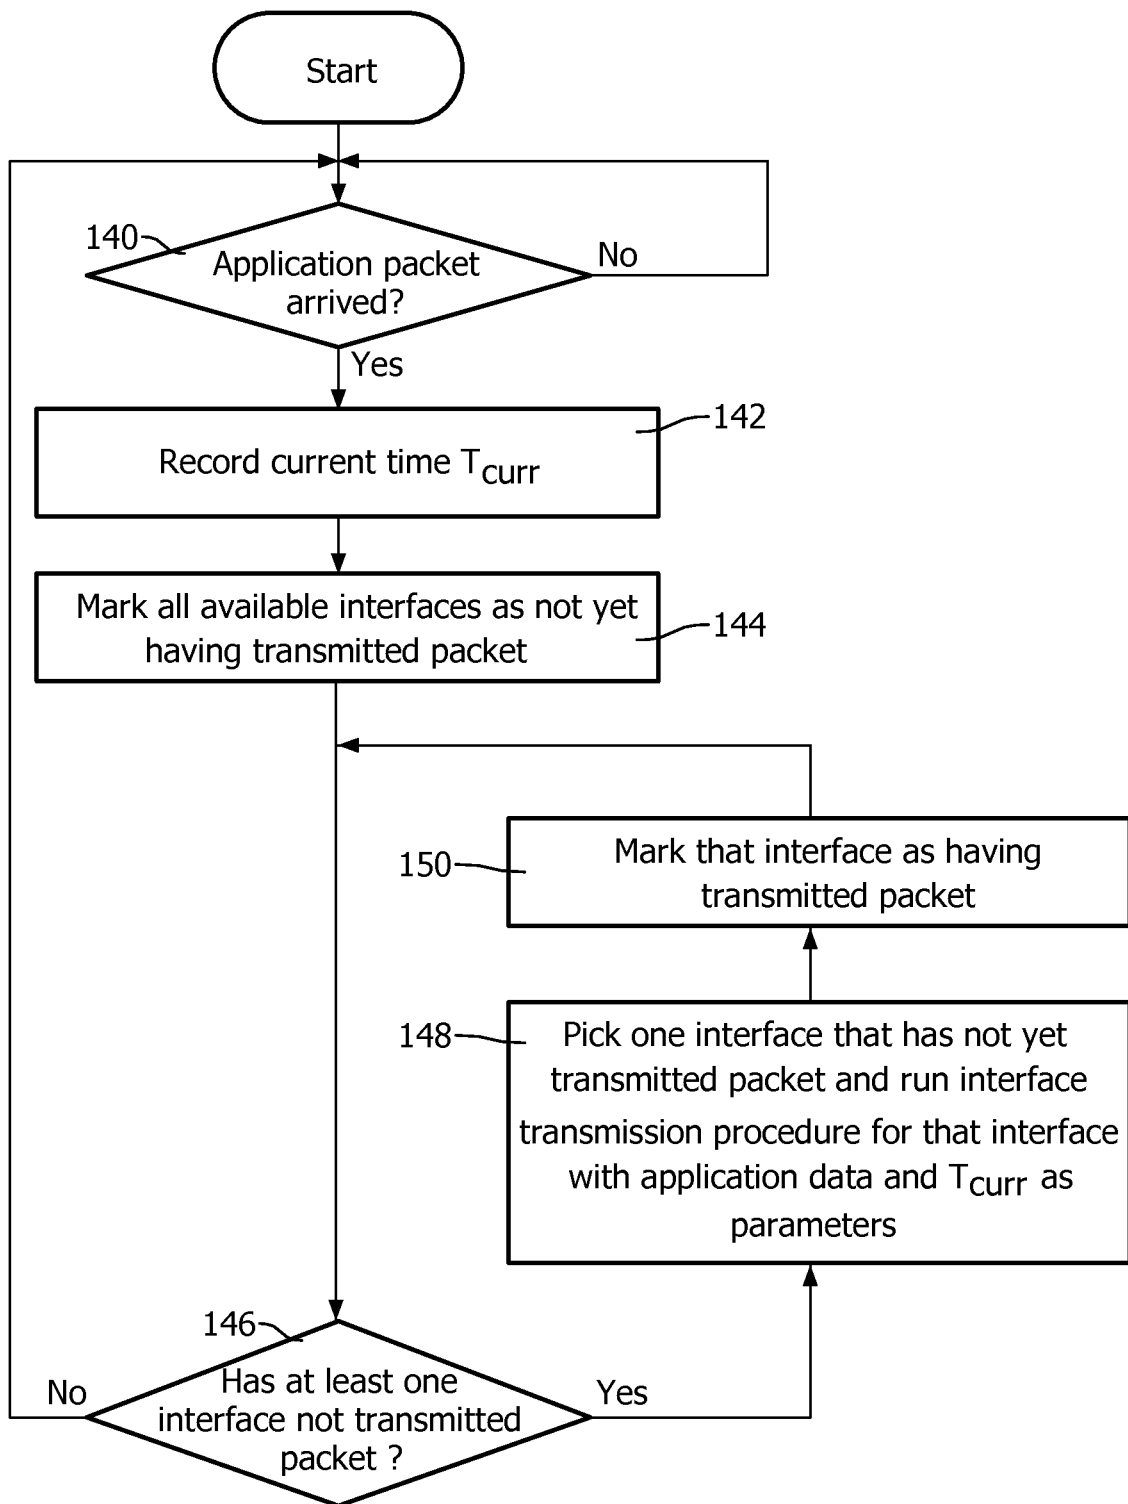 Start
140
Application packet
arrived?
No
Yes
142
Record current time Tcurr
Mark all available interfaces as not yet
having transmitted packet
144
150
Mark that interface as having
transmitted packet
148
Pick one interface that has not yet
transmitted packet and run interface
transmission procedure for that interface
with application data and Tcurr as
parameters
146
No
Has at least one
interface not transmitted
packet ?
Yes